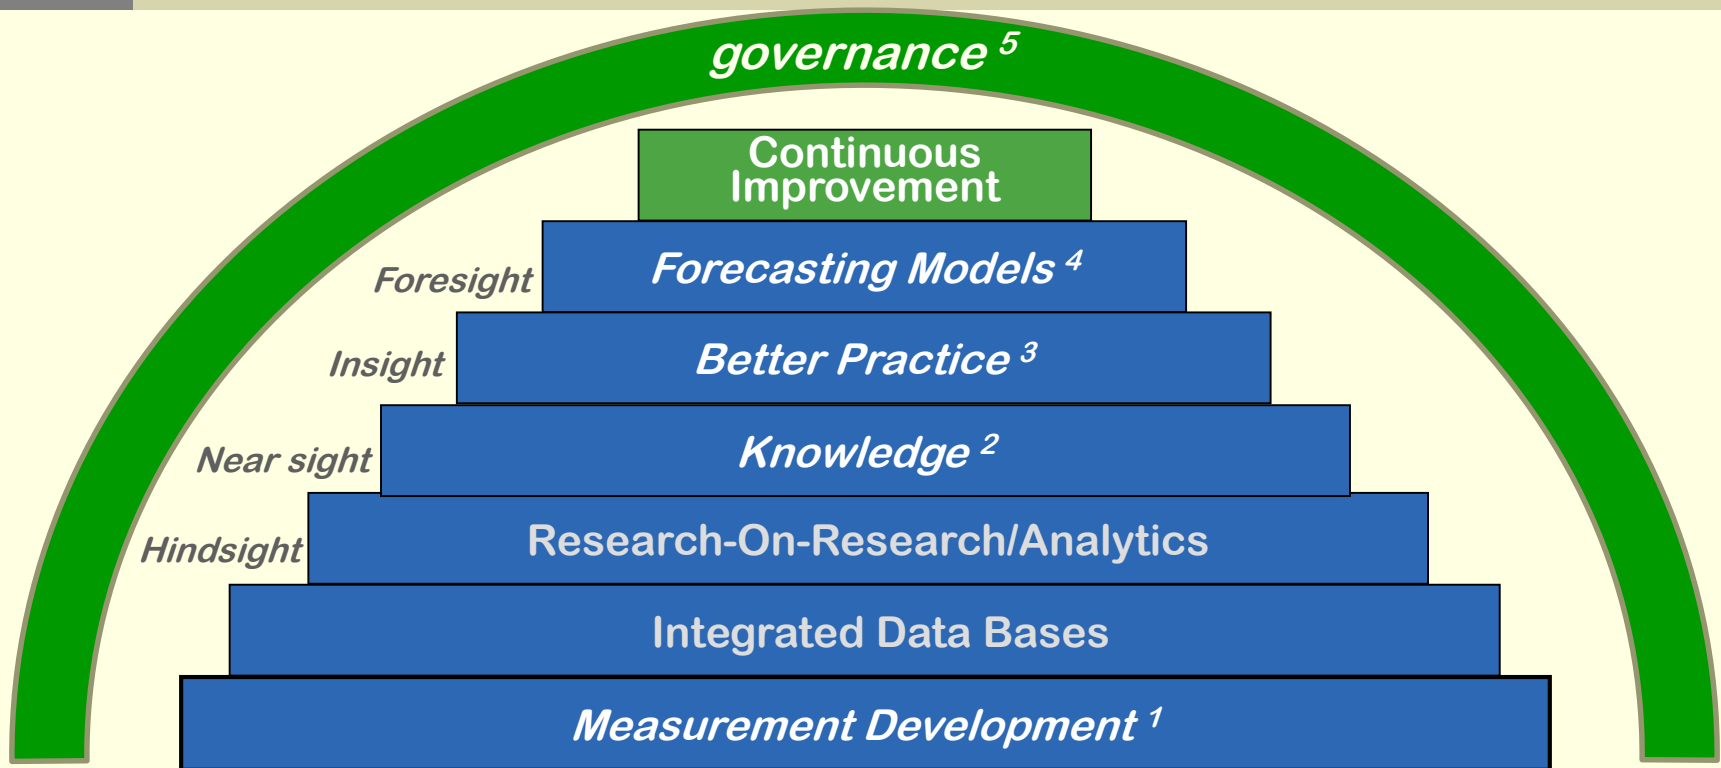 governance 5
Continuous
Improvement
Foresight
Forecasting Models 4
Insight
Better Practice 3
Near sight
Knowledge 2
Hindsight
Research-On-Research/Analytics
Integrated Data Bases
Measurement Development 1